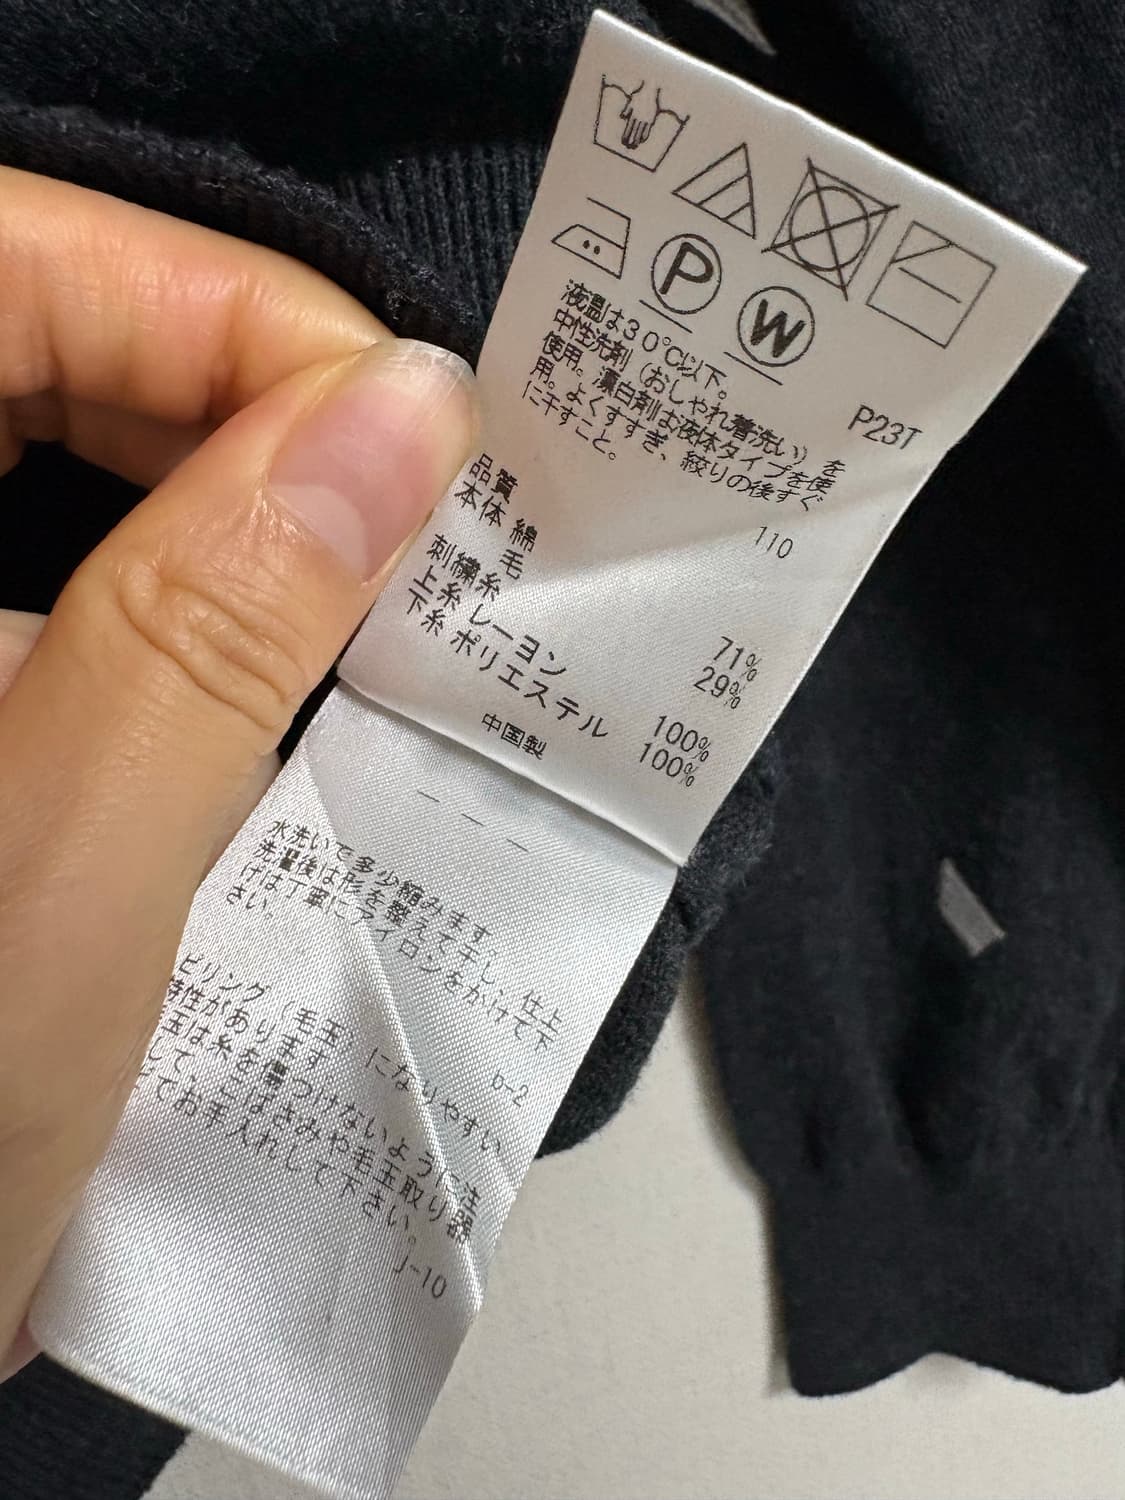 P
W
液温は30℃以下。
中性洗剤（おしゃれ着洗い）を
使用。漂白剤は液体タイプを使
用。よくすすぎ、絞りの後すぐ
に干すこと。
P23T
110
品質
本体 綿 71%
毛 29%
刺繍糸
上糸 レーヨン 100%
下糸 ポリエステル 100%
中国製
水洗いで多少縮みます。
洗濯後は形を整えて干し、仕上
げは丁寧にアイロンをかけて下
さい。
b-2
ピリング（毛玉 になりやすい
特性があります
玉は糸を傷つけないよう注
して、こばさみや毛玉取り器
てお手入れして下さい。
J-10